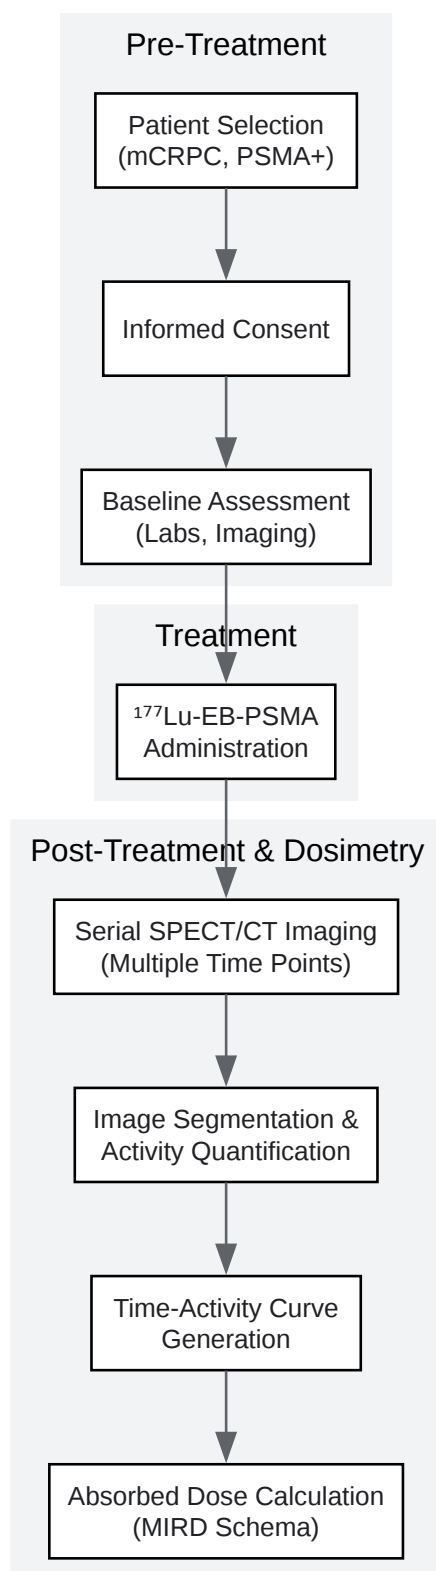 Pre-Treatment
Patient Selection
(mCRPC, PSMA+)
Informed Consent
Baseline Assessment
(Labs, Imaging)
Treatment
¹⁷⁷Lu-EB-PSMA
Administration
Post-Treatment & Dosimetry
Serial SPECT/CT Imaging
(Multiple Time Points)
Image Segmentation &
Activity Quantification
Time-Activity Curve
Generation
Absorbed Dose Calculation
(MIRD Schema)